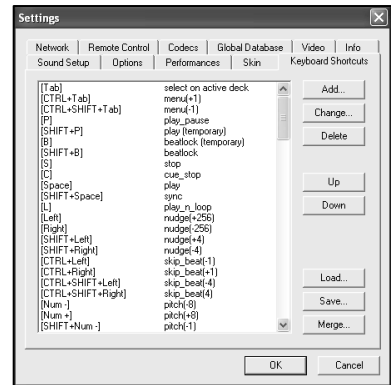 Settings
Network Remote Control Codecs Global Database Video Info
Sound Setup Options Performances Skin Keyboard Shortcuts
[Tab] select on active deck
[CTRL+Tab] menu(+1)
[CTRL+SHIFT+Tab] menu(-1)
[P] play_pause
[SHIFT+P] play (temporary)
[B] beatlock (temporary)
[SHIFT+B] beatlock
[S] stop
[C] cue_stop
[Space] play
[SHIFT+Space] sync
[L] play_n_loop
[Left] nudge(+256)
[Right] nudge(-256)
[SHIFT+Left] nudge(+4)
[SHIFT+Right] nudge(-4)
[CTRL+Left] skip_beat(-1)
[CTRL+Right] skip_beat(+1)
[CTRL+SHIFT+Left] skip_beat(-4)
[CTRL+SHIFT+Right] skip_beat(4)
[Num -] pitch(-8)
[Num +] pitch(+8)
[SHIFT+Num -] pitch(-1)
Add...
Change...
Delete
Up
Down
Load...
Save...
Merge...
OK Cancel